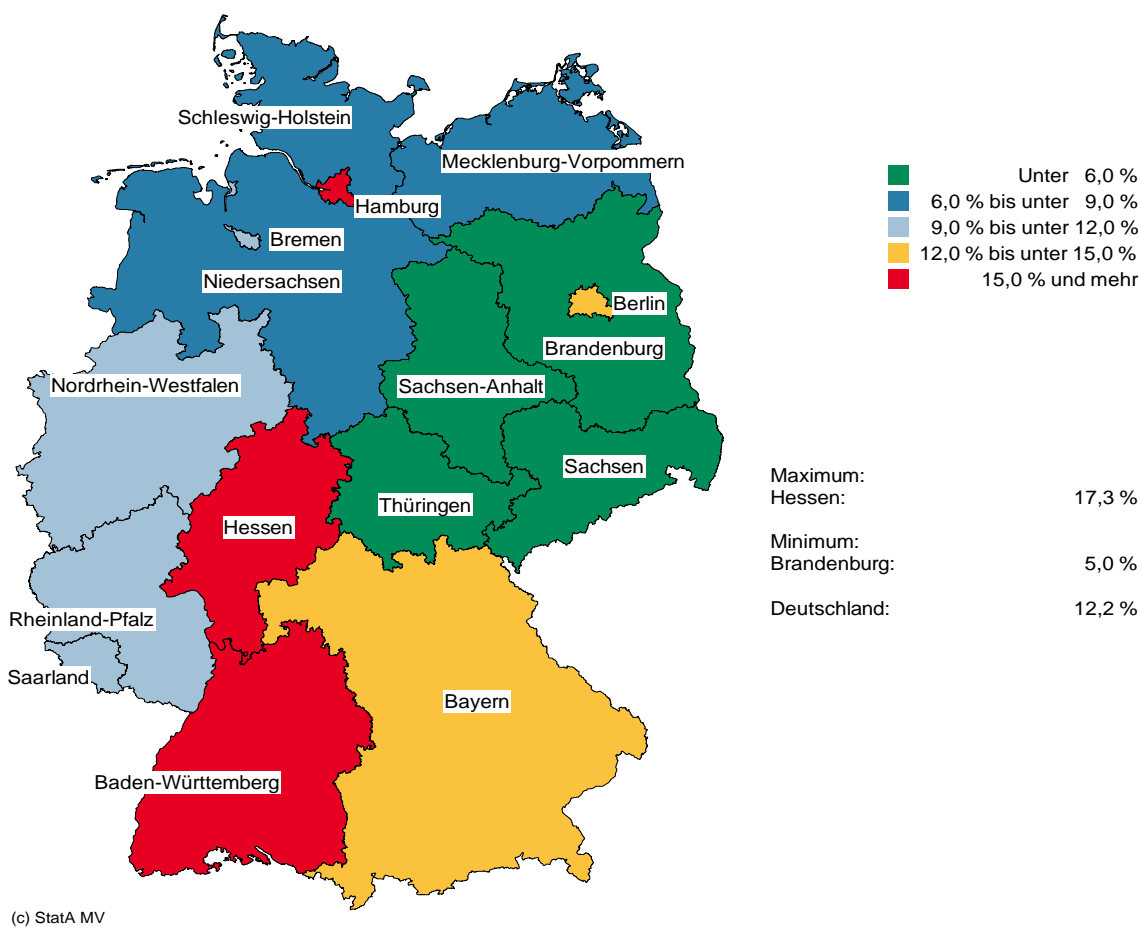 Schleswig-Holstein
Mecklenburg-Vorpommern
Hamburg
Bremen
Niedersachsen
Berlin
Brandenburg
Nordrhein-Westfalen
Sachsen-Anhalt
Sachsen
Thüringen
Hessen
Rheinland-Pfalz
Saarland
Bayern
Baden-Württemberg
Unter 6,0 %
6,0 % bis unter 9,0 %
9,0 % bis unter 12,0 %
12,0 % bis unter 15,0 %
15,0 % und mehr
Maximum:
Hessen: 17,3 %
Minimum:
Brandenburg: 5,0 %
Deutschland: 12,2 %
(c) StatA MV